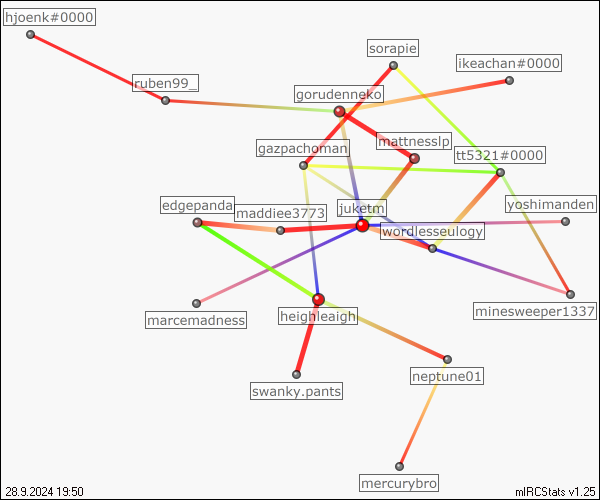 hjoenk#0000
sorapie
ikeachan#0000
ruben99_
gorudenneko
mattnesslp
gazpachoman
tt5321#0000
edgepanda
maddiee3773
juketm
yoshimanden
wordlesseulogy
marcemadness
heighleaigh
minesweeper1337
swanky.pants
neptune01
mercurybro
28.9.2024 19:50
mIRCStats v1.25